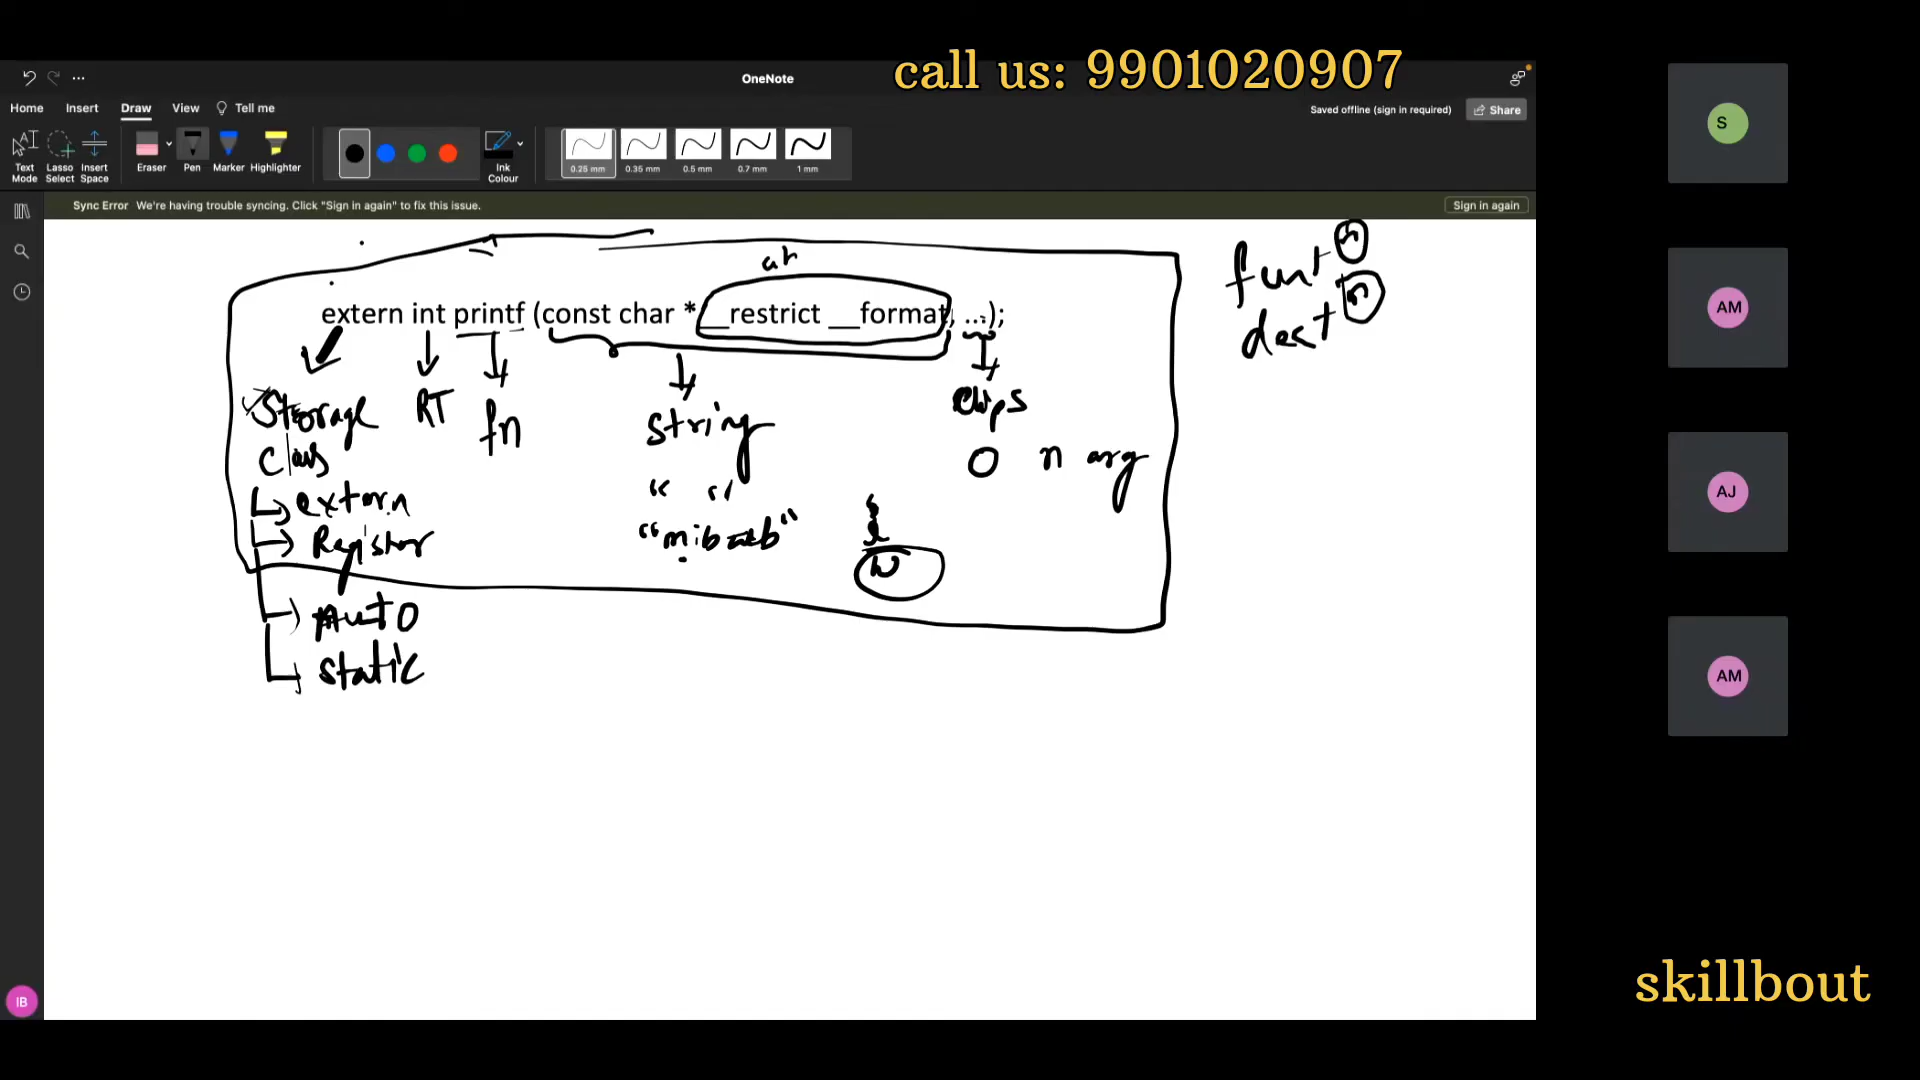 call us: 9901020907
OneNote
Home Insert Draw View Tell me
Saved offline (sign in required) Share
Text Mode
Lasso Select
Insert Space
Eraser
Pen
Marker
Highlighter
Ink Colour
0.25 mm
0.35 mm
0.5 mm
0.7 mm
1 mm
Sync Error We're having trouble syncing. Click "Sign in again" to fix this issue. Sign in again
extern int printf (const char *__restrict __format, ...);
Storage
Class
RT
fn
String
0 n arg
extern
Register
Auto
Static
" "
funt n
dect n
S
AM
AJ
AM
IB
skillbout